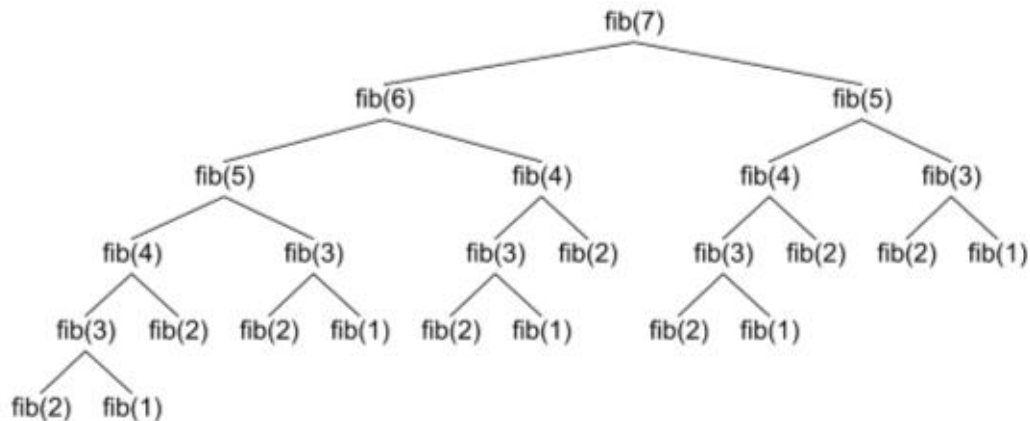 fib(7)
fib(6) fib(5)
fib(5) fib(4) fib(4) fib(3)
fib(4) fib(3) fib(3) fib(2) fib(3) fib(2) fib(2) fib(1)
fib(3) fib(2) fib(2) fib(1) fib(2) fib(1) fib(2) fib(1)
fib(2) fib(1)